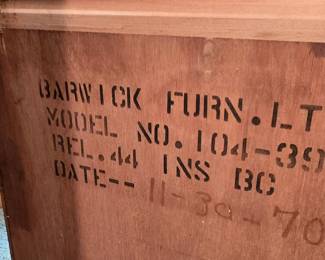 BARWICK FURN. LT
MODEL NO. 104-39
REL. 44 INS BC
DATE-- 11-30-70